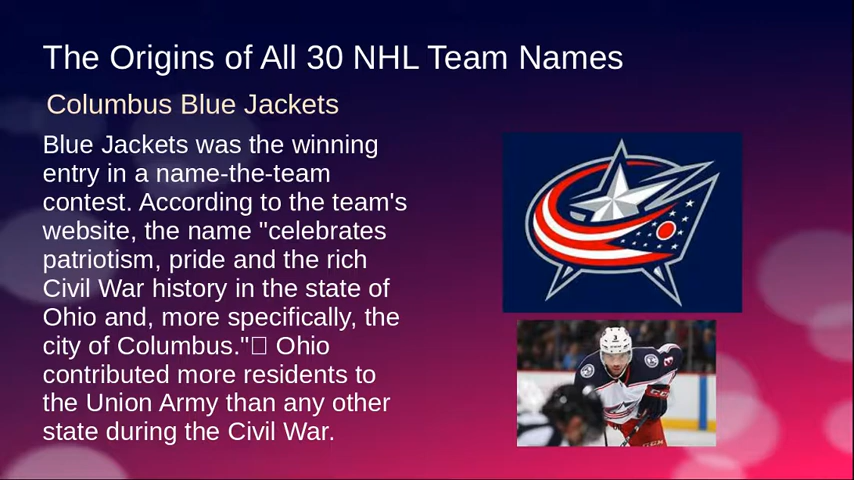 The Origins of All 30 NHL Team Names
Columbus Blue Jackets
Blue Jackets was the winning
entry in a name-the-team
contest. According to the team's
website, the name "celebrates
patriotism, pride and the rich
Civil War history in the state of
Ohio and, more specifically, the
city of Columbus."□ Ohio
contributed more residents to
the Union Army than any other
state during the Civil War.
3
3
CCM